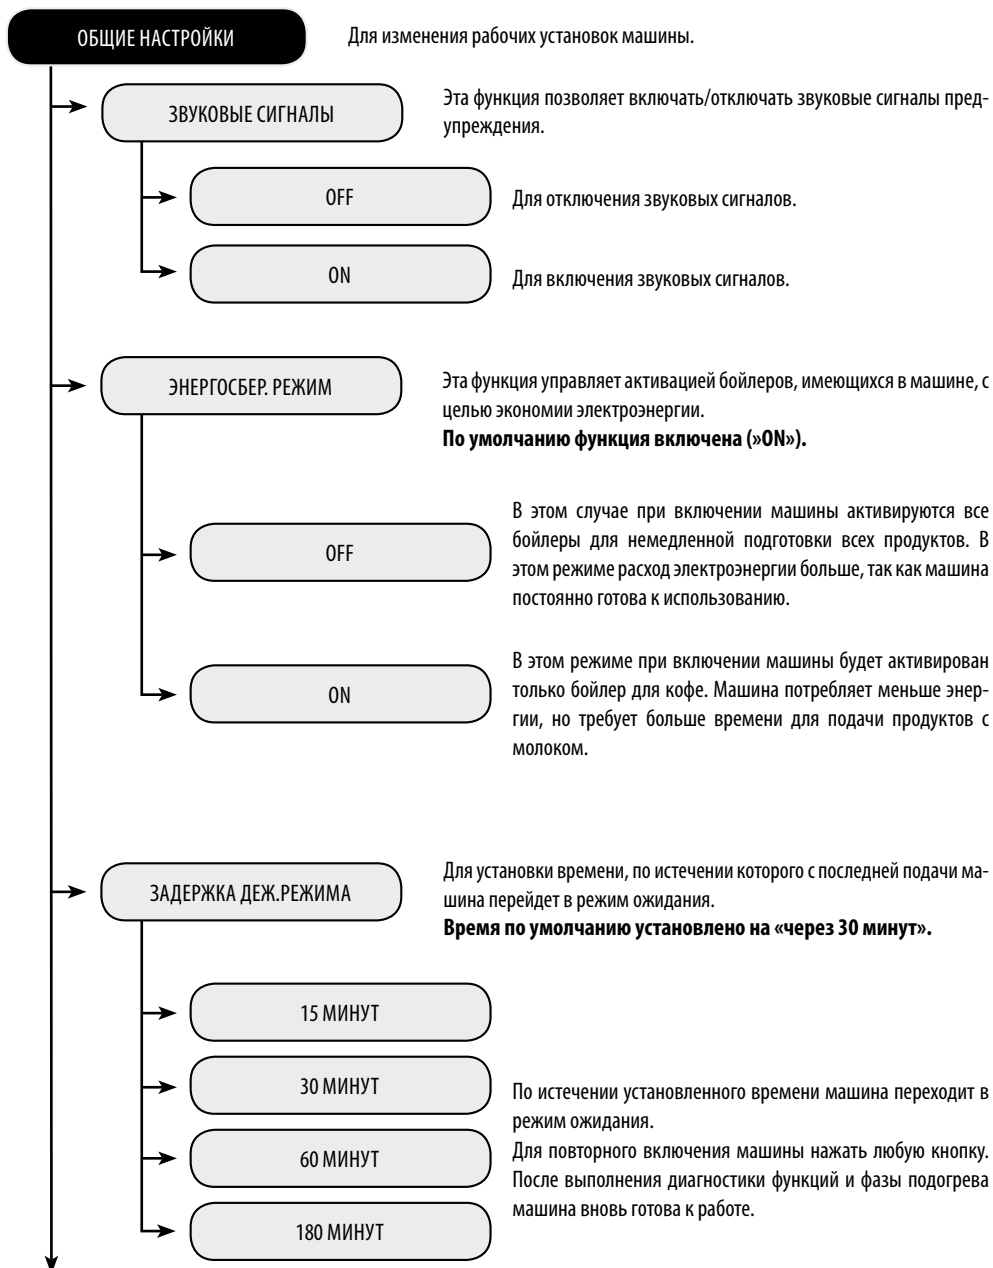 ОБЩИЕ НАСТРОЙКИ
Для изменения рабочих установок машины.
ЗВУКОВЫЕ СИГНАЛЫ
Эта функция позволяет включать/отключать звуковые сигналы пред-
упреждения.
OFF
Для отключения звуковых сигналов.
ON
Для включения звуковых сигналов.
ЭНЕРГОСБЕР. РЕЖИМ
Эта функция управляет активацией бойлеров, имеющихся в машине, с
целью экономии электроэнергии.
По умолчанию функция включена (»ON»).
OFF
В этом случае при включении машины активируются все
бойлеры для немедленной подготовки всех продуктов. В
этом режиме расход электроэнергии больше, так как машина
постоянно готова к использованию.
ON
В этом режиме при включении машины будет активирован
только бойлер для кофе. Машина потребляет меньше энер-
гии, но требует больше времени для подачи продуктов с
молоком.
ЗАДЕРЖКА ДЕЖ.РЕЖИМА
Для установки времени, по истечении которого с последней подачи ма-
шина перейдет в режим ожидания.
Время по умолчанию установлено на «через 30 минут».
15 МИНУТ
30 МИНУТ
60 МИНУТ
180 МИНУТ
По истечении установленного времени машина переходит в
режим ожидания.
Для повторного включения машины нажать любую кнопку.
После выполнения диагностики функций и фазы подогрева
машина вновь готова к работе.